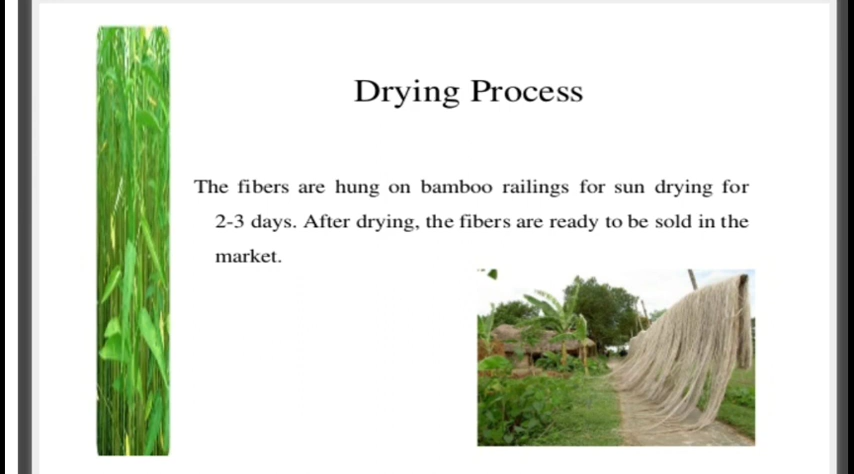 Drying Process
The fibers are hung on bamboo railings for sun drying for
2-3 days. After drying, the fibers are ready to be sold in the
market.